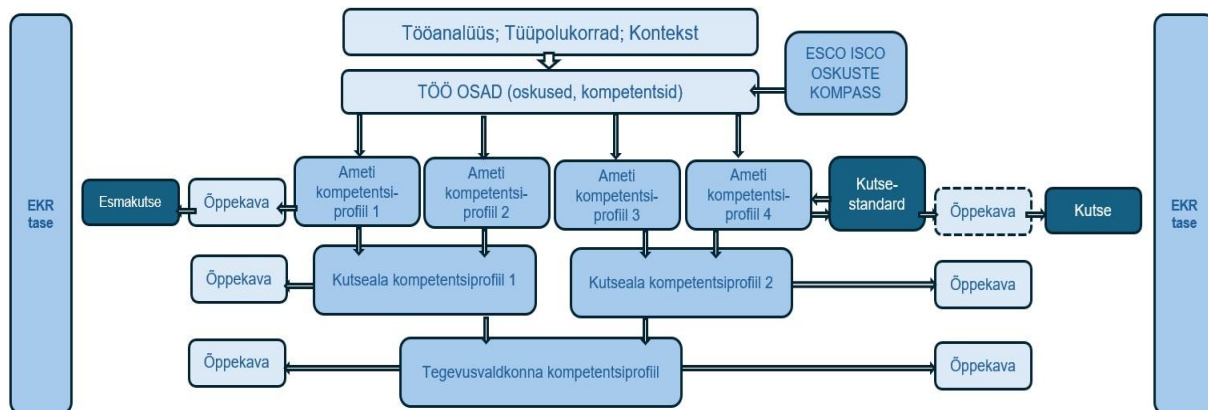 Tööanalüüs; Tüüpolukorrad; Kontekst
ESCO ISCO
OSKUSTE
KOMPASS
TÖÖ OSAD (oskused, kompetentsid)
EKR
tase
Esmakutse
Õppekava
Ameti
kompetentsi-
profiil 1
Ameti
kompetentsi-
profiil 2
Ameti
kompetentsi-
profiil 3
Ameti
kompetentsi-
profiil 4
Kutse-
standard
Õppekava
Kutse
EKR
tase
Õppekava
Kutseala kompetentsiprofiil 1
Kutseala kompetentsiprofiil 2
Õppekava
Õppekava
Tegevusvaldkonna kompetentsiprofiil
Õppekava